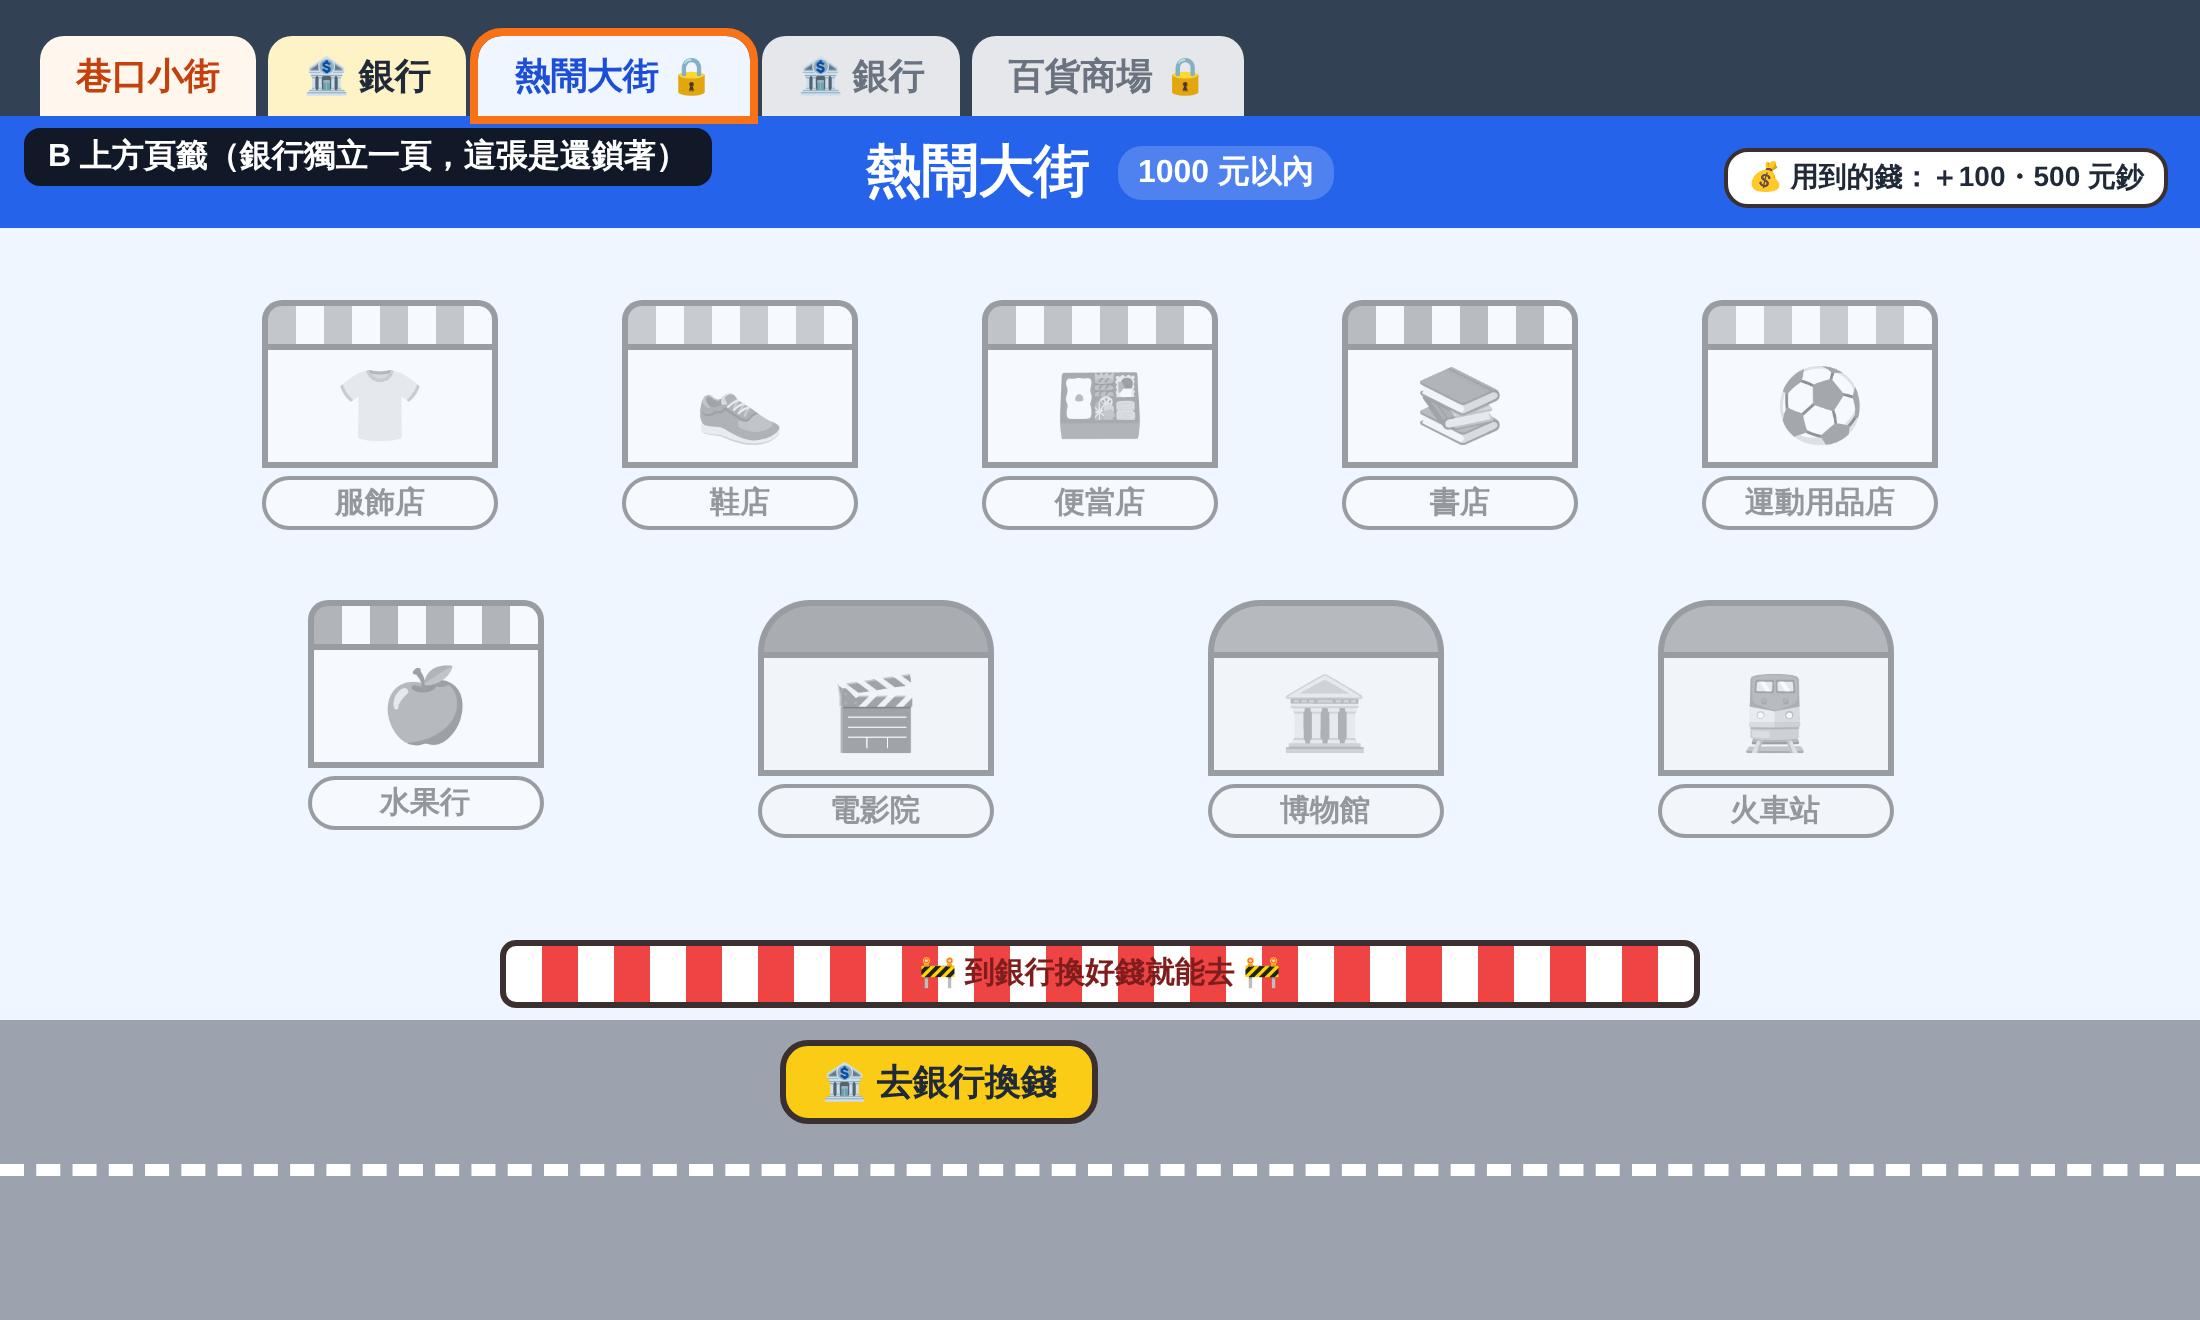 巷口小街
銀行
熱鬧大街
銀行
百貨商場
B 上方頁籤（銀行獨立一頁，這張是還鎖著）
熱鬧大街
1000 元以內
用到的錢：＋100・500 元鈔
服飾店
鞋店
便當店
書店
運動用品店
水果行
電影院
博物館
火車站
到銀行換好錢就能去
去銀行換錢